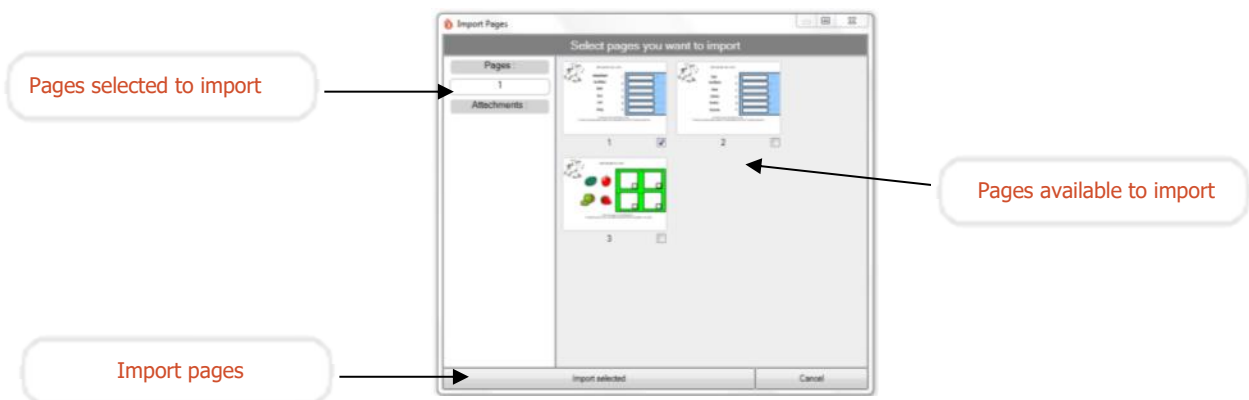 Import Pages
Select pages you want to import
Pages :
Pages selected to import
1
Attachments :
1
2
Pages available to import
3
Import pages
Import selected
Cancel